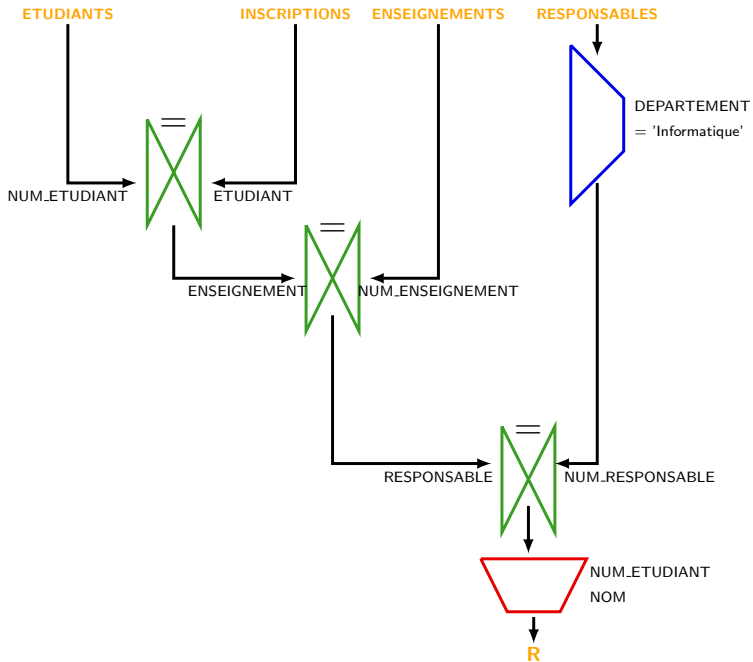 ETUDIANTS INSCRIPTIONS ENSEIGNEMENTS RESPONSABLES
DEPARTEMENT
= 'Informatique'
=
NUM_ETUDIANT ETUDIANT
=
ENSEIGNEMENT NUM_ENSEIGNEMENT
=
RESPONSABLE NUM_RESPONSABLE
NUM_ETUDIANT
NOM
R